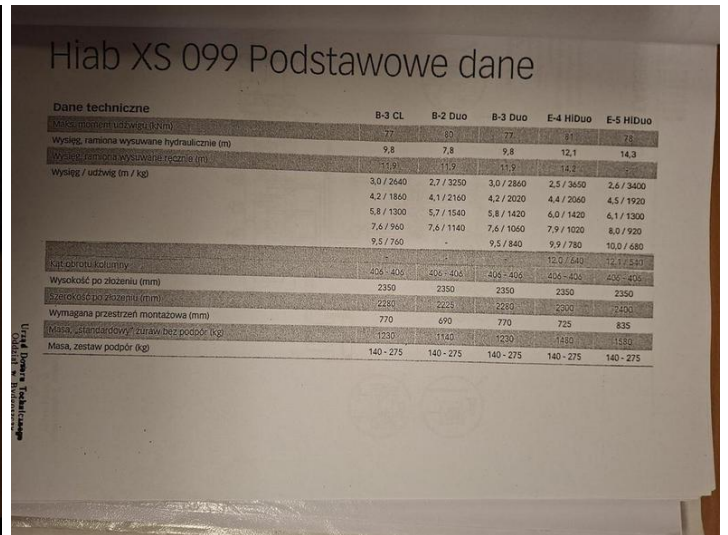 Hiab XS 099 Podstawowe dane
Dane techniczne B-3 CL B-2 Duo B-3 Duo E-4 HiDuo E-5 HiDuo
Maks. moment udźwigu (kNm) 77 80 77 81 78
Wysięg, ramiona wysuwane hydraulicznie (m) 9,8 7,8 9,8 12,1 14,3
Wysięg, ramiona wysuwane ręcznie (m) 11,9 11,9 11,9 14,2 -
Wysięg / udźwig (m / kg) 3,0 / 2640 2,7 / 3250 3,0 / 2860 2,5 / 3650 2,6 / 3400
4,2 / 1860 4,1 / 2160 4,2 / 2020 4,4 / 2060 4,5 / 1920
5,8 / 1300 5,7 / 1540 5,8 / 1420 6,0 / 1420 6,1 / 1300
7,6 / 960 7,6 / 1140 7,6 / 1060 7,9 / 1020 8,0 / 920
9,5 / 760 - 9,5 / 840 9,9 / 780 10,0 / 680
- - - 12,0 / 640 12,1 / 540
Kąt obrotu kolumny 406 - 406 406 - 406 406 - 406 406 - 406 406 - 406
Wysokość po złożeniu (mm) 2350 2350 2350 2350 2350
Szerokość po złożeniu (mm) 2280 2225 2280 2300 2400
Wymagana przestrzeń montażowa (mm) 770 690 770 725 835
Masa, „standardowy" żuraw bez podpór (kg) 1230 1140 1230 1480 1580
Masa, zestaw podpór (kg) 140 - 275 140 - 275 140 - 275 140 - 275 140 - 275
Urząd Dozoru Technicznego
Oddział w Bydgoszczy